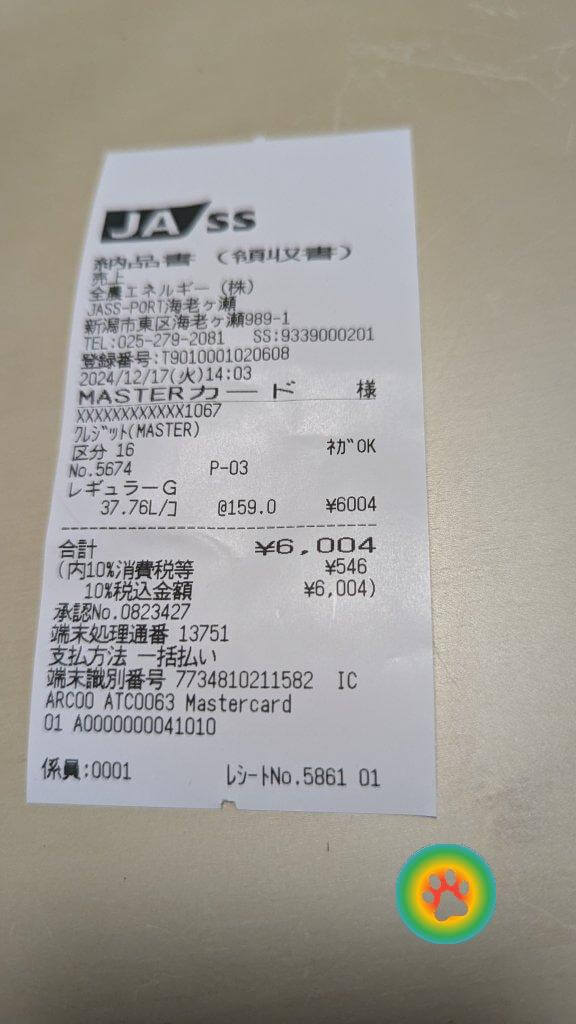 JA SS
納品書 (領収書)
売上
全農エネルギー (株)
JASS-PORT海老ヶ瀬
新潟市東区海老ヶ瀬989-1
TEL:025-279-2081 SS:9339000201
登録番号:T9010001020608
2024/12/17(火)14:03
MASTERカード 様
XXXXXXXXXXXX1067
クレジット(MASTER)
区分 16 ネガOK
No.5674 P-03
レギュラーG
37.76L/コ @159.0 ¥6004
合計 ¥6,004
(内10%消費税等 ¥546
10%税込金額 ¥6,004)
承認No.0823427
端末処理通番 13751
支払方法 一括払い
端末識別番号 7734810211582 IC
ARC00 ATC0063 Mastercard
01 A0000000041010
係員:0001 レシートNo.5861 01